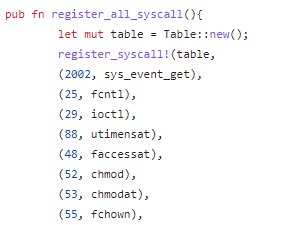 pub fn register_all_syscall(){
let mut table = Table::new();
register_syscall!(table,
(2002, sys_event_get),
(25, fcntl),
(29, ioctl),
(88, utimensat),
(48, faccessat),
(52, chmod),
(53, chmodat),
(55, fchown),